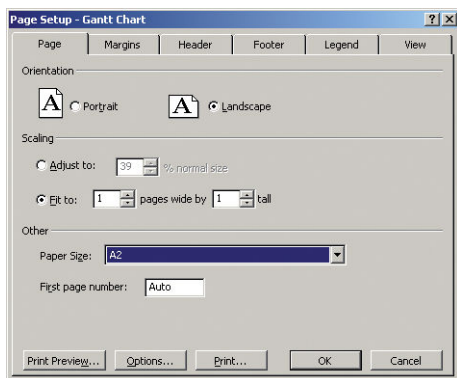 Page Setup - Gantt Chart
Page Margins Header Footer Legend View
Orientation
A Portrait A Landscape
Scaling
Adjust to: 39 % normal size
Fit to: 1 pages wide by 1 tall
Other
Paper Size: A2
First page number: Auto
Print Preview... Options... Print... OK Cancel